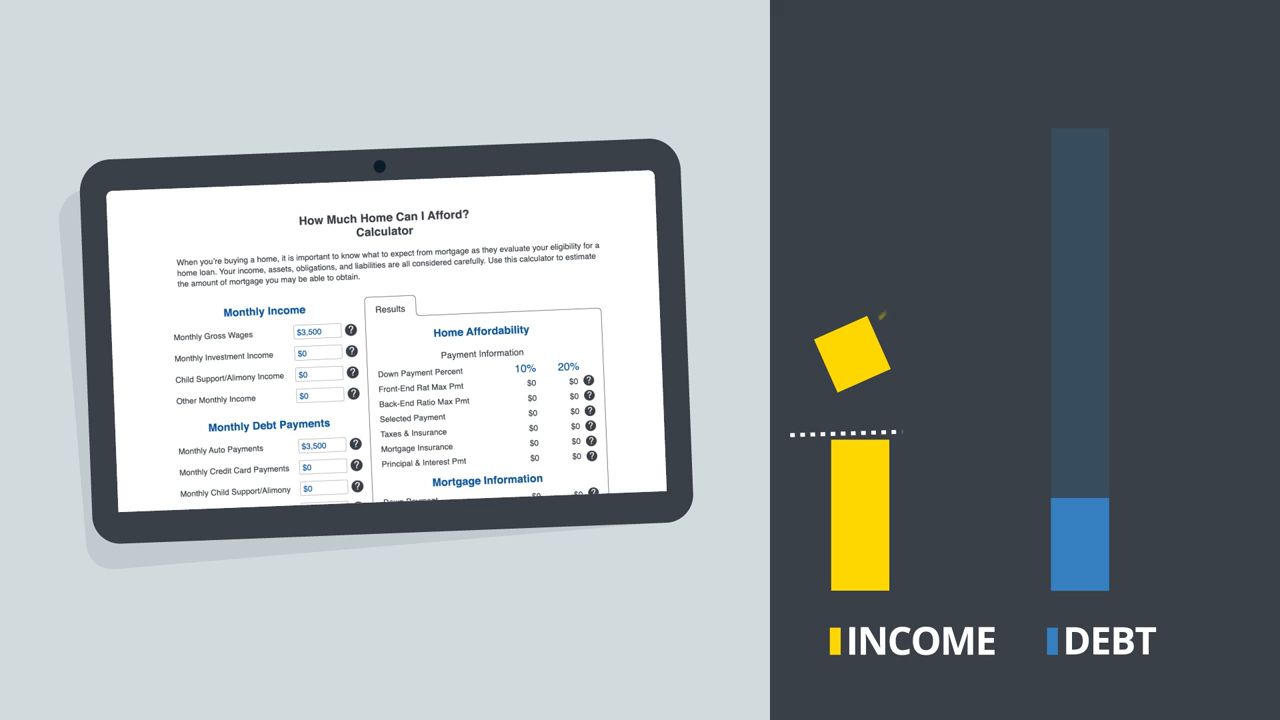 How Much Home Can I Afford?
Calculator
When you're buying a home, it is important to know what to expect from mortgage as they evaluate your eligibility for a
home loan. Your income, assets, obligations, and liabilities are all considered carefully. Use this calculator to estimate
the amount of mortgage you may be able to obtain.
Monthly Income
Monthly Gross Wages $3,500 ?
Monthly Investment Income $0 ?
Child Support/Alimony Income $0 ?
Other Monthly Income $0 ?
Monthly Debt Payments
Monthly Auto Payments $3,500 ?
Monthly Credit Card Payments $0 ?
Monthly Child Support/Alimony $0 ?
Results
Home Affordability
Payment Information
Down Payment Percent 10% 20%
Front-End Rat Max Pmt $0 $0 ?
Back-End Ratio Max Pmt $0 $0 ?
Selected Payment $0 $0 ?
Taxes & Insurance $0 $0 ?
Mortgage Insurance $0 $0 ?
Principal & Interest Pmt $0 $0 ?
Mortgage Information
Down Payment $0 $0 ?
INCOME
DEBT